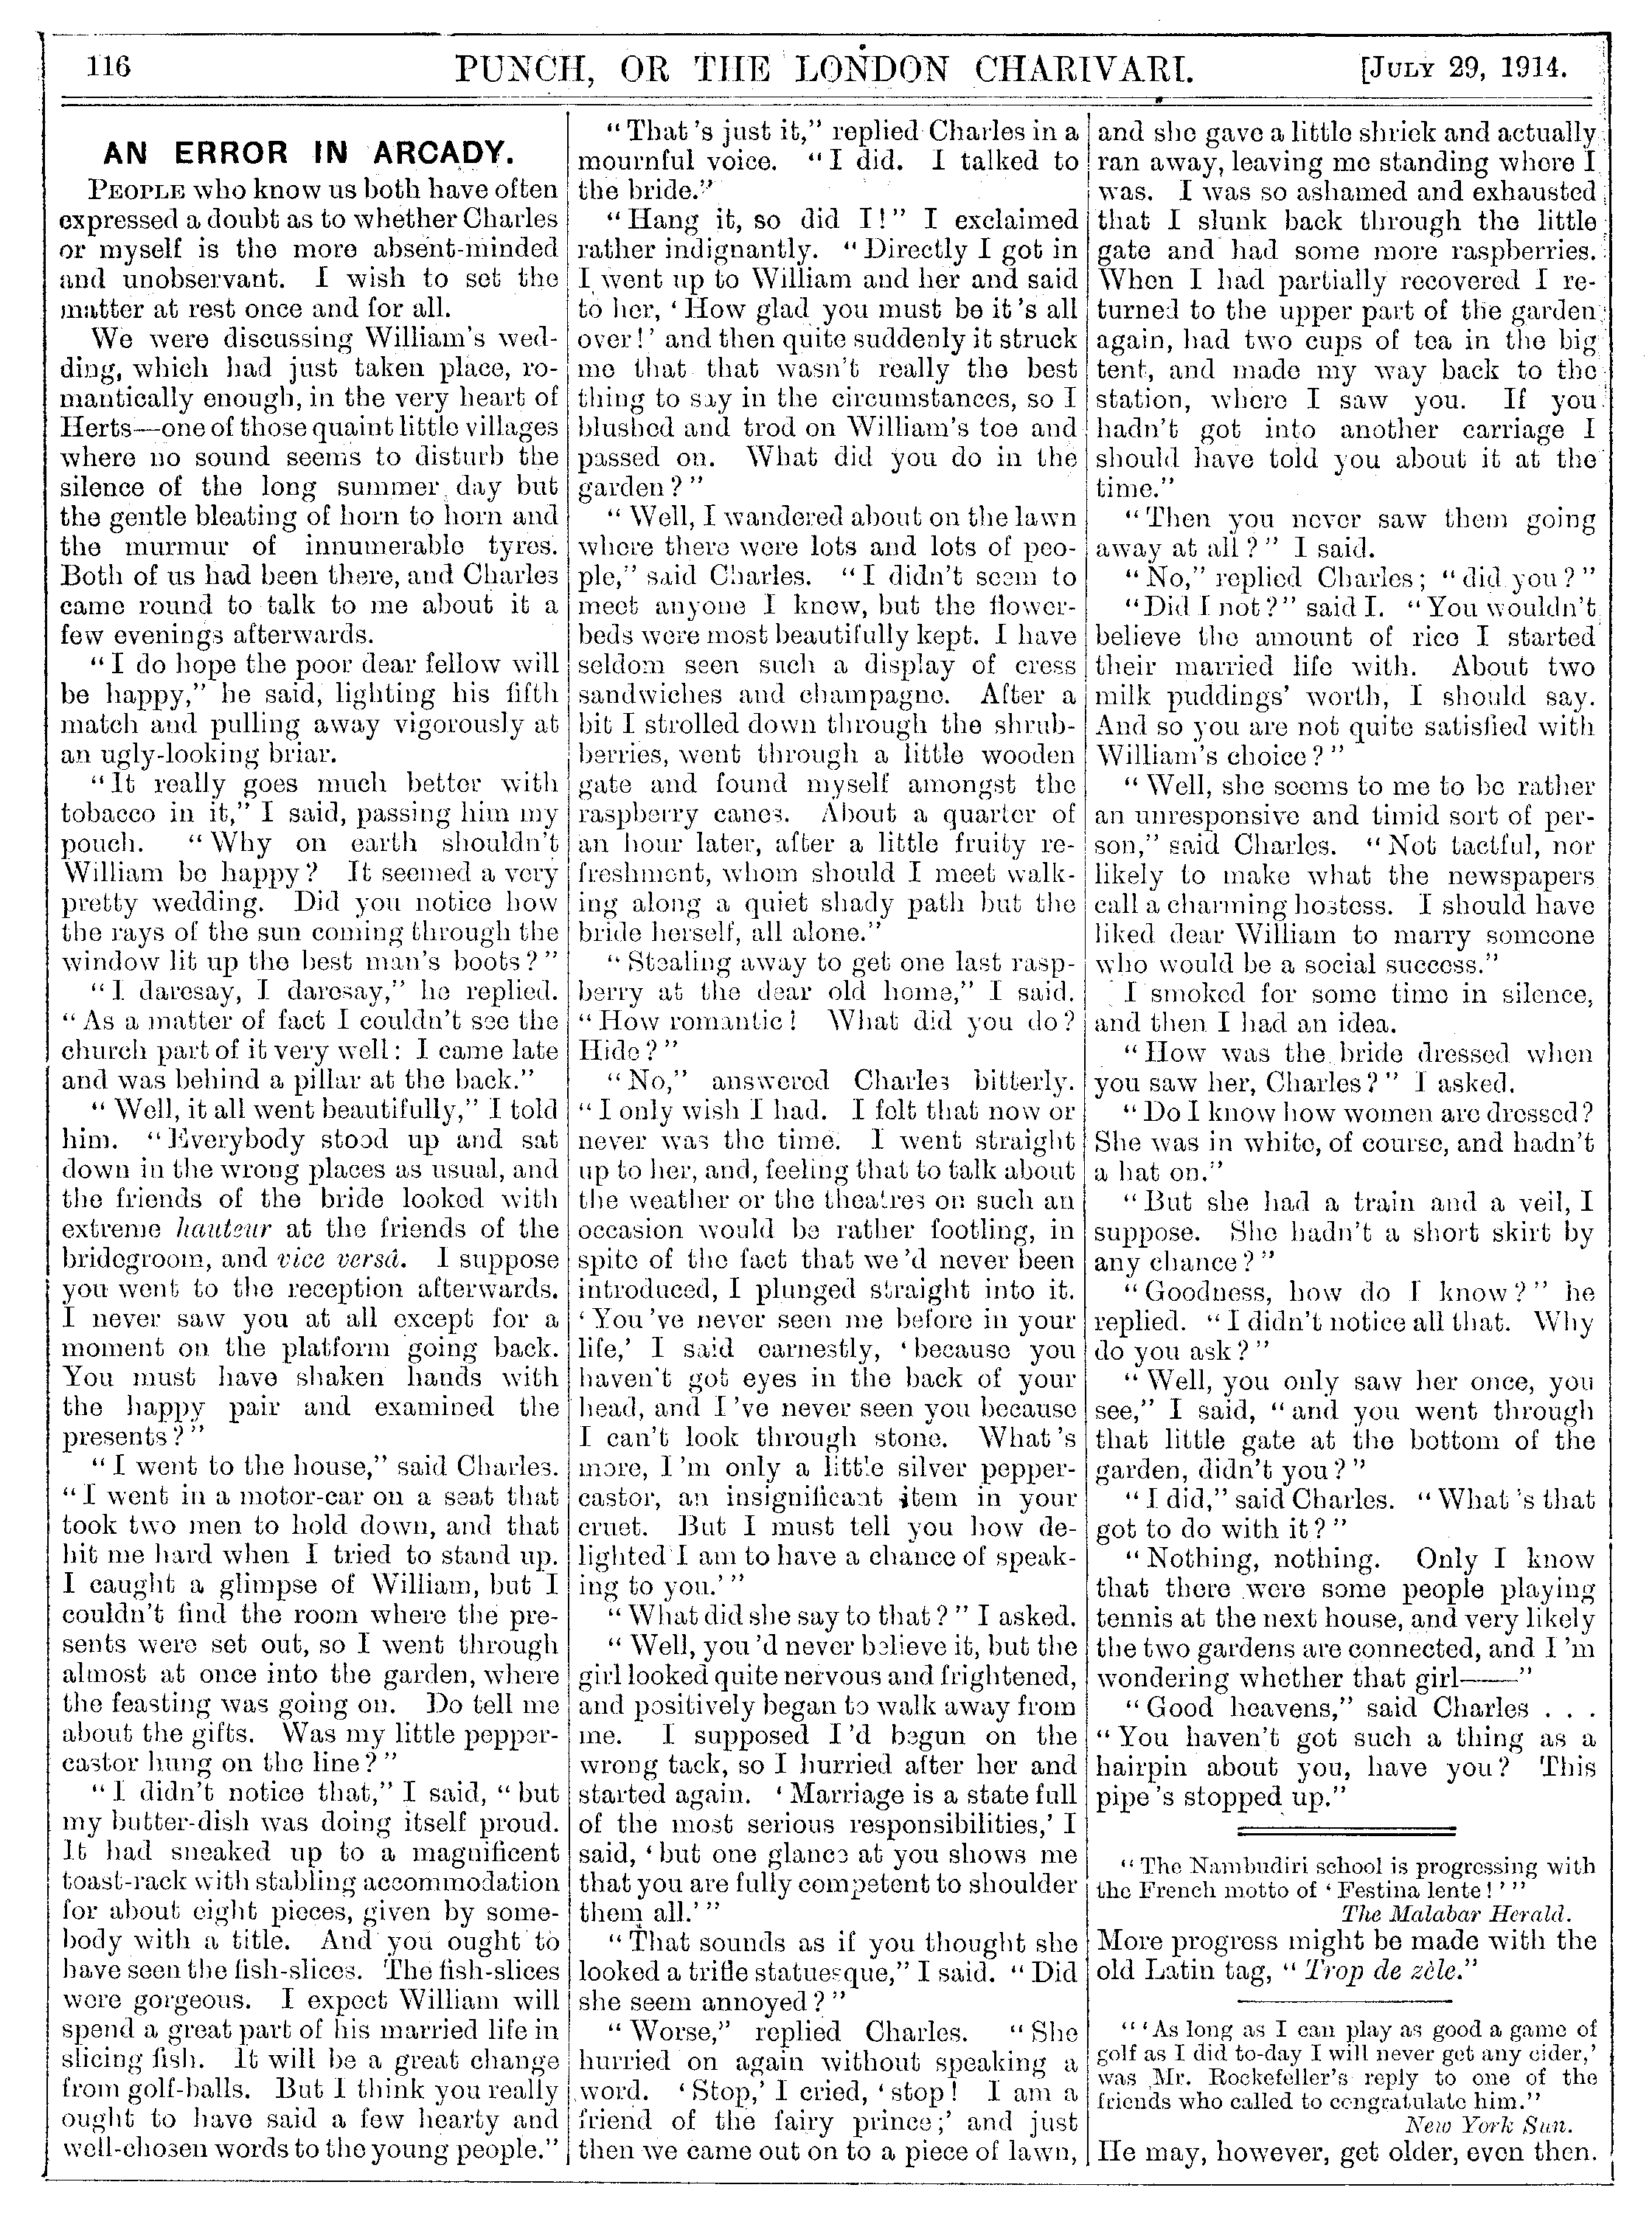 116
PUNCH, OR THE LONDON CHARIVARI.
[JULY 29, 1914.
AN ERROR IN ARCADY.
PEOPLE who know us both have often
expressed a doubt as to whether Charles
or myself is the more absent-minded
and unobservant. I wish to set the
matter at rest once and for all.
We were discussing William's wed-
ding, which had just taken place, ro-
mantically enough, in the very heart of
Herts—one of those quaint little villages
where no sound seems to disturb the
silence of the long summer day but
the gentle bleating of horn to horn and
the murmur of innumerable tyres.
Both of us had been there, and Charles
came round to talk to me about it a
few evenings afterwards.
"I do hope the poor dear fellow will
be happy," he said, lighting his fifth
match and pulling away vigorously at
an ugly-looking briar.
"It really goes much better with
tobacco in it," I said, passing him my
pouch. "Why on earth shouldn't
William be happy? It seemed a very
pretty wedding. Did you notice how
the rays of the sun coming through the
window lit up the best man's boots?"
"I daresay, I daresay," he replied.
"As a matter of fact I couldn't see the
church part of it very well: I came late
and was behind a pillar at the back."
"Well, it all went beautifully," I told
him. "Everybody stood up and sat
down in the wrong places as usual, and
the friends of the bride looked with
extreme hauteur at the friends of the
bridegroom, and vice versâ. I suppose
you went to the reception afterwards.
I never saw you at all except for a
moment on the platform going back.
You must have shaken hands with
the happy pair and examined the
presents?"
"I went to the house," said Charles.
"I went in a motor-car on a seat that
took two men to hold down, and that
hit me hard when I tried to stand up.
I caught a glimpse of William, but I
couldn't find the room where the pre-
sents were set out, so I went through
almost at once into the garden, where
the feasting was going on. Do tell me
about the gifts. Was my little pepper-
castor hung on the line?"
"I didn't notice that," I said, "but
my butter-dish was doing itself proud.
It had sneaked up to a magnificent
toast-rack with stabling accommodation
for about eight pieces, given by some-
body with a title. And you ought to
have seen the fish-slices. The fish-slices
were gorgeous. I expect William will
spend a great part of his married life in
slicing fish. It will be a great change
from golf-balls. But I think you really
ought to have said a few hearty and
well-chosen words to the young people."
"That's just it," replied Charles in a
mournful voice. "I did. I talked to
the bride."
"Hang it, so did I!" I exclaimed
rather indignantly. "Directly I got in
I went up to William and her and said
to her, 'How glad you must be it's all
over!' and then quite suddenly it struck
me that that wasn't really the best
thing to say in the circumstances, so I
blushed and trod on William's toe and
passed on. What did you do in the
garden?"
"Well, I wandered about on the lawn
where there were lots and lots of peo-
ple," said Charles. "I didn't seem to
meet anyone I knew, but the flower-
beds were most beautifully kept. I have
seldom seen such a display of cress
sandwiches and champagne. After a
bit I strolled down through the shrub-
beries, went through a little wooden
gate and found myself amongst the
raspberry canes. About a quarter of
an hour later, after a little fruity re-
freshment, whom should I meet walk-
ing along a quiet shady path but the
bride herself, all alone."
"Stealing away to get one last rasp-
berry at the dear old home," I said.
"How romantic! What did you do?
Hide?"
"No," answered Charles bitterly.
"I only wish I had. I felt that now or
never was the time. I went straight
up to her, and, feeling that to talk about
the weather or the theatres on such an
occasion would be rather footling, in
spite of the fact that we'd never been
introduced, I plunged straight into it.
'You've never seen me before in your
life,' I said earnestly, 'because you
haven't got eyes in the back of your
head, and I've never seen you because
I can't look through stone. What's
more, I'm only a little silver pepper-
castor, an insignificant item in your
cruet. But I must tell you how de-
lighted I am to have a chance of speak-
ing to you.'"
"What did she say to that?" I asked.
"Well, you'd never believe it, but the
girl looked quite nervous and frightened,
and positively began to walk away from
me. I supposed I'd begun on the
wrong tack, so I hurried after her and
started again. 'Marriage is a state full
of the most serious responsibilities,' I
said, 'but one glance at you shows me
that you are fully competent to shoulder
them all.'"
"That sounds as if you thought she
looked a trifle statuesque," I said. "Did
she seem annoyed?"
"Worse," replied Charles. "She
hurried on again without speaking a
word. 'Stop,' I cried, 'stop! I am a
friend of the fairy prince;' and just
then we came out on to a piece of lawn,
and she gave a little shriek and actually
ran away, leaving me standing where I
was. I was so ashamed and exhausted
that I slunk back through the little
gate and had some more raspberries.
When I had partially recovered I re-
turned to the upper part of the garden
again, had two cups of tea in the big
tent, and made my way back to the
station, where I saw you. If you
hadn't got into another carriage I
should have told you about it at the
time."
"Then you never saw them going
away at all?" I said.
"No," replied Charles; "did you?"
"Did I not?" said I. "You wouldn't
believe the amount of rice I started
their married life with. About two
milk puddings' worth, I should say.
And so you are not quite satisfied with
William's choice?"
"Well, she seems to me to be rather
an unresponsive and timid sort of per-
son," said Charles. "Not tactful, nor
likely to make what the newspapers
call a charming hostess. I should have
liked dear William to marry someone
who would be a social success."
I smoked for some time in silence,
and then I had an idea.
"How was the bride dressed when
you saw her, Charles?" I asked.
"Do I know how women are dressed?
She was in white, of course, and hadn't
a hat on."
"But she had a train and a veil, I
suppose. She hadn't a short skirt by
any chance?"
"Goodness, how do I know?" he
replied. "I didn't notice all that. Why
do you ask?"
"Well, you only saw her once, you
see," I said, "and you went through
that little gate at the bottom of the
garden, didn't you?"
"I did," said Charles. "What's that
got to do with it?"
"Nothing, nothing. Only I know
that there were some people playing
tennis at the next house, and very likely
the two gardens are connected, and I'm
wondering whether that girl——"
"Good heavens," said Charles . . .
"You haven't got such a thing as a
hairpin about you, have you? This
pipe's stopped up."
"The Nambudiri school is progressing with
the French motto of 'Festina lente!'"
The Malabar Herald.
More progress might be made with the
old Latin tag, "Trop de zèle."
"'As long as I can play as good a game of
golf as I did to-day I will never get any eider,'
was Mr. Rockefeller's reply to one of the
friends who called to congratulate him."
New York Sun.
He may, however, get older, even then.